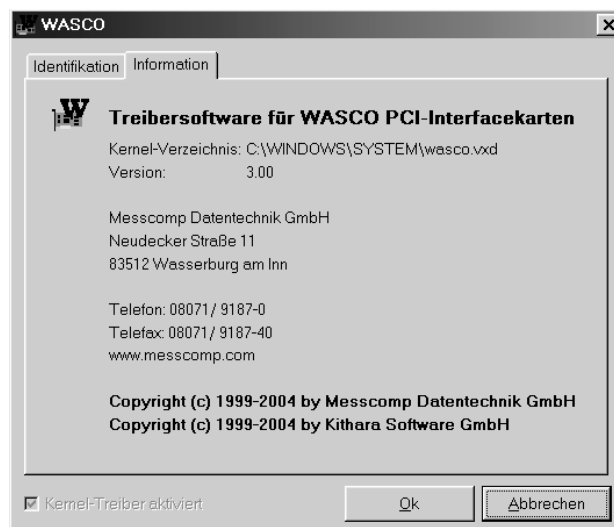 WASCO
Identifikation
Information
Treibersoftware für WASCO PCI-Interfacekarten
Kernel-Verzeichnis: C:\WINDOWS\SYSTEM\wasco.vxd
Version: 3.00
Messcomp Datentechnik GmbH
Neudecker Straße 11
83512 Wasserburg am Inn
Telefon: 08071/ 9187-0
Telefax: 08071/ 9187-40
www.messcomp.com
Copyright (c) 1999-2004 by Messcomp Datentechnik GmbH
Copyright (c) 1999-2004 by Kithara Software GmbH
Kernel-Treiber aktiviert
Ok
Abbrechen